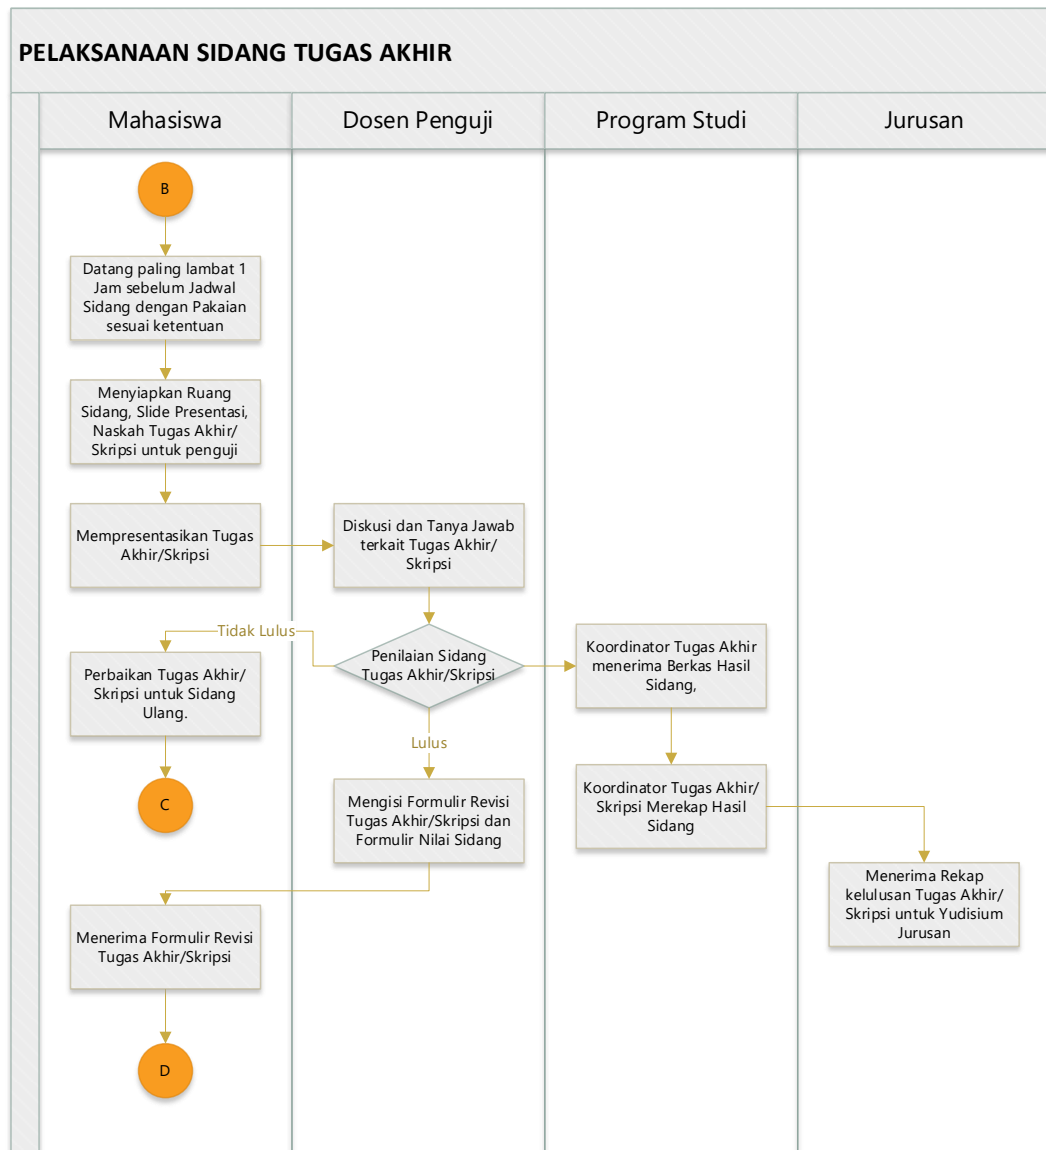 PELAKSANAAN SIDANG TUGAS AKHIR
Mahasiswa
Dosen Penguji
Program Studi
Jurusan
B
Datang paling lambat 1
Jam sebelum Jadwal
Sidang dengan Pakaian
sesuai ketentuan
Menyiapkan Ruang
Sidang, Slide Presentasi,
Naskah Tugas Akhir/
Skripsi untuk penguji
Mempresentasikan Tugas
Akhir/Skripsi
Diskusi dan Tanya Jawab
terkait Tugas Akhir/
Skripsi
Tidak Lulus
Penilaian Sidang
Tugas Akhir/Skripsi
Koordinator Tugas Akhir
menerima Berkas Hasil
Sidang,
Perbaikan Tugas Akhir/
Skripsi untuk Sidang
Ulang.
Lulus
C
Mengisi Formulir Revisi
Tugas Akhir/Skripsi dan
Formulir Nilai Sidang
Koordinator Tugas Akhir/
Skripsi Merekap Hasil
Sidang
Menerima Rekap
kelulusan Tugas Akhir/
Skripsi untuk Yudisium
Jurusan
Menerima Formulir Revisi
Tugas Akhir/Skripsi
D